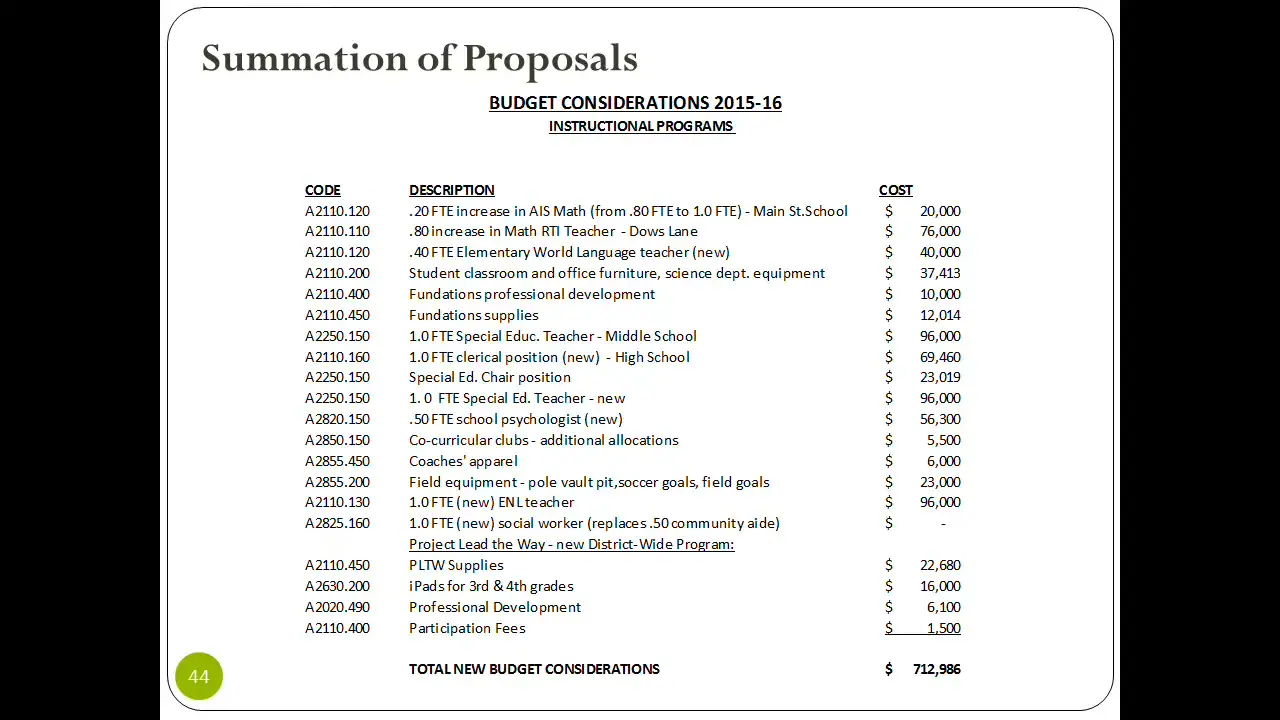 Summation of Proposals
BUDGET CONSIDERATIONS 2015-16
INSTRUCTIONAL PROGRAMS
CODE DESCRIPTION COST
A2110.120 .20 FTE increase in AIS Math (from .80 FTE to 1.0 FTE) - Main St.School $ 20,000
A2110.110 .80 increase in Math RTI Teacher - Dows Lane $ 76,000
A2110.120 .40 FTE Elementary World Language teacher (new) $ 40,000
A2110.200 Student classroom and office furniture, science dept. equipment $ 37,413
A2110.400 Fundations professional development $ 10,000
A2110.450 Fundations supplies $ 12,014
A2250.150 1.0 FTE Special Educ. Teacher - Middle School $ 96,000
A2110.160 1.0 FTE clerical position (new) - High School $ 69,460
A2250.150 Special Ed. Chair position $ 23,019
A2250.150 1. 0 FTE Special Ed. Teacher - new $ 96,000
A2820.150 .50 FTE school psychologist (new) $ 56,300
A2850.150 Co-curricular clubs - additional allocations $ 5,500
A2855.450 Coaches' apparel $ 6,000
A2855.200 Field equipment - pole vault pit,soccer goals, field goals $ 23,000
A2110.130 1.0 FTE (new) ENL teacher $ 96,000
A2825.160 1.0 FTE (new) social worker (replaces .50 community aide) $ -
Project Lead the Way - new District-Wide Program:
A2110.450 PLTW Supplies $ 22,680
A2630.200 iPads for 3rd & 4th grades $ 16,000
A2020.490 Professional Development $ 6,100
A2110.400 Participation Fees $ 1,500
TOTAL NEW BUDGET CONSIDERATIONS $ 712,986
44